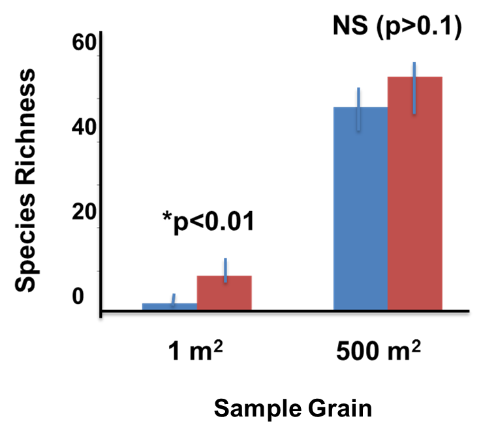 NS (p>0.1)
60
40
20
0
Species Richness
*p<0.01
1 m²
500 m²
Sample Grain